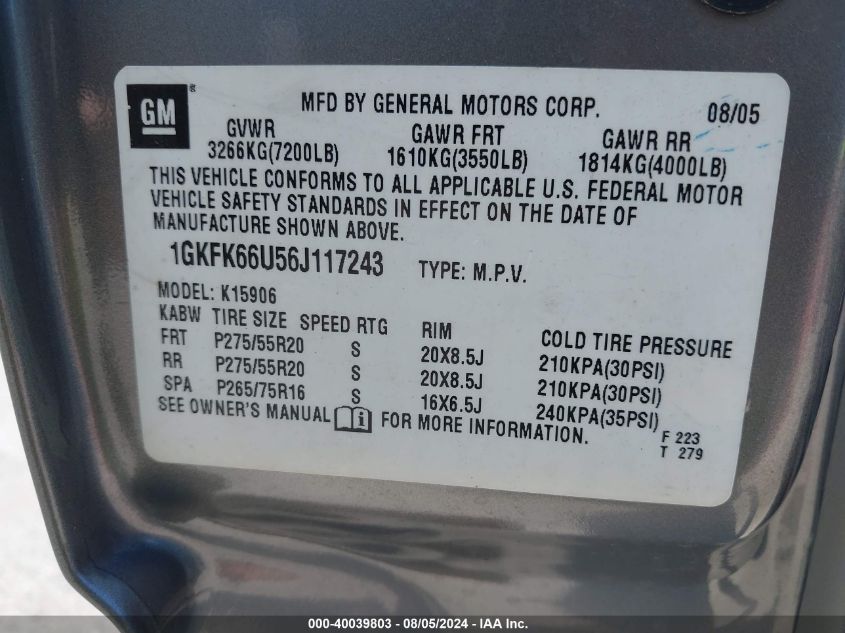 GM ®
MFD BY GENERAL MOTORS CORP. 08/05
GVWR GAWR FRT GAWR RR
3266KG(7200LB) 1610KG(3550LB) 1814KG(4000LB)
THIS VEHICLE CONFORMS TO ALL APPLICABLE U.S. FEDERAL MOTOR
VEHICLE SAFETY STANDARDS IN EFFECT ON THE DATE OF
MANUFACTURE SHOWN ABOVE.
1GKFK66U56J117243 TYPE: M.P.V.
MODEL: K15906
KABW TIRE SIZE SPEED RTG RIM COLD TIRE PRESSURE
FRT P275/55R20 S 20X8.5J 210KPA(30PSI)
RR P275/55R20 S 20X8.5J 210KPA(30PSI)
SPA P265/75R16 S 16X6.5J 240KPA(35PSI)
SEE OWNER'S MANUAL i FOR MORE INFORMATION.
F 223
T 279
000-40039803 - 08/05/2024 - IAA Inc.